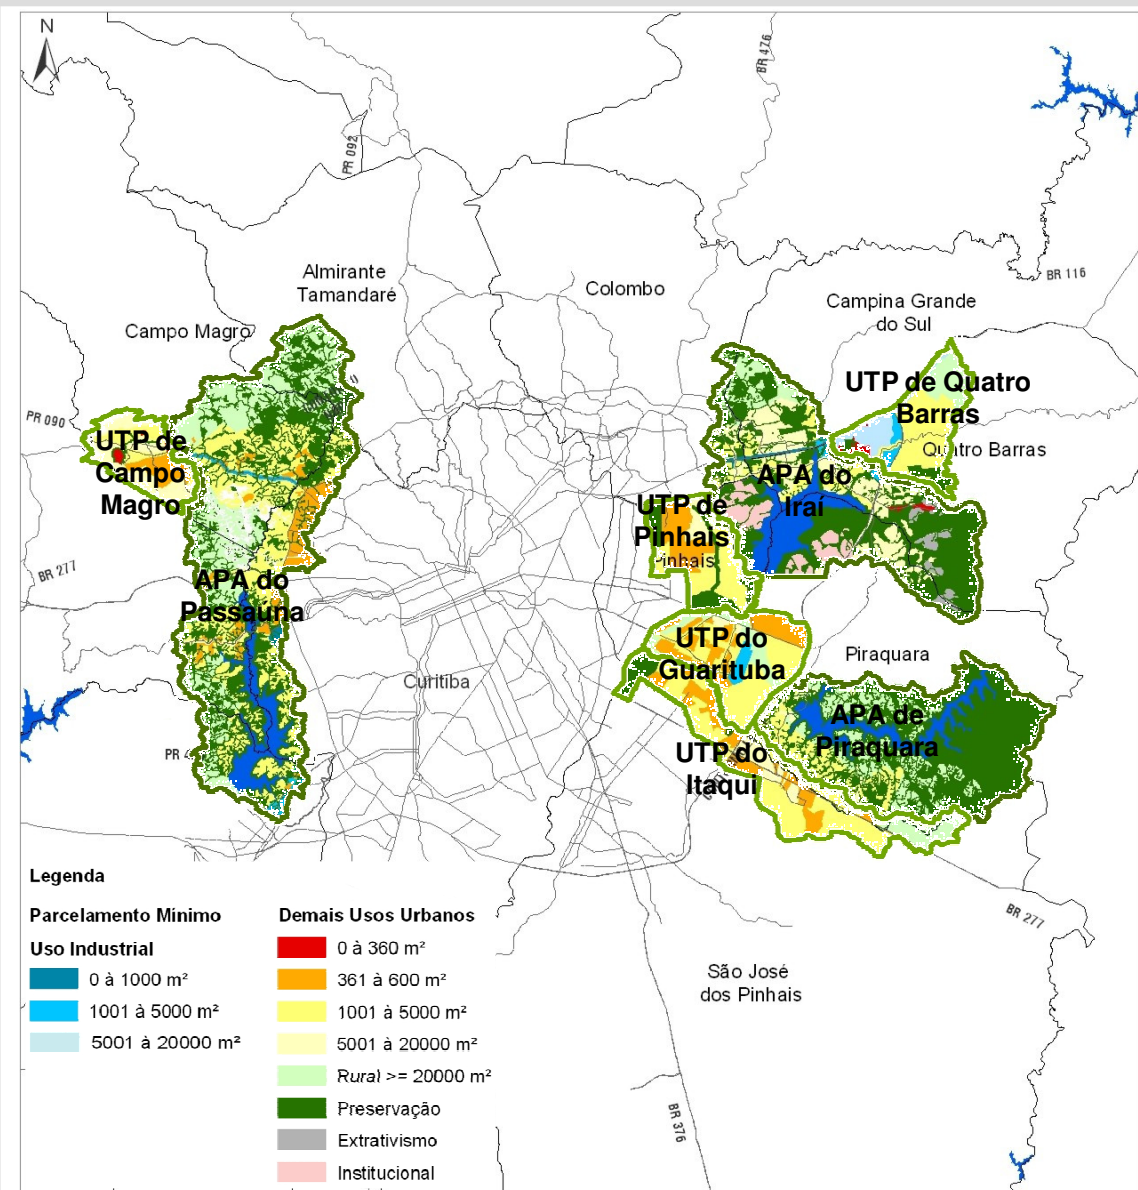 N
BR 476
PR 092
Almirante
Tamandaré
Colombo
BR 116
Campina Grande
do Sul
Campo Magro
UTP de Quatro
Barras
PR 090
UTP de
Campo
Magro
Quatro Barras
APA do
Iraí
UTP de
Pinhais
inhais
BR 277
APA do
Passaúna
UTP do
Guarituba
Piraquara
Curitiba
APA de
Piraquara
PR
UTP do
Itaqui
Legenda
Parcelamento Mínimo
Uso Industrial
0 à 1000 m²
1001 à 5000 m²
5001 à 20000 m²
Demais Usos Urbanos
0 à 360 m²
361 à 600 m²
1001 à 5000 m²
5001 à 20000 m²
Rural >= 20000 m²
Preservação
Extrativismo
Institucional
BR 277
São José
dos Pinhais
BR 376